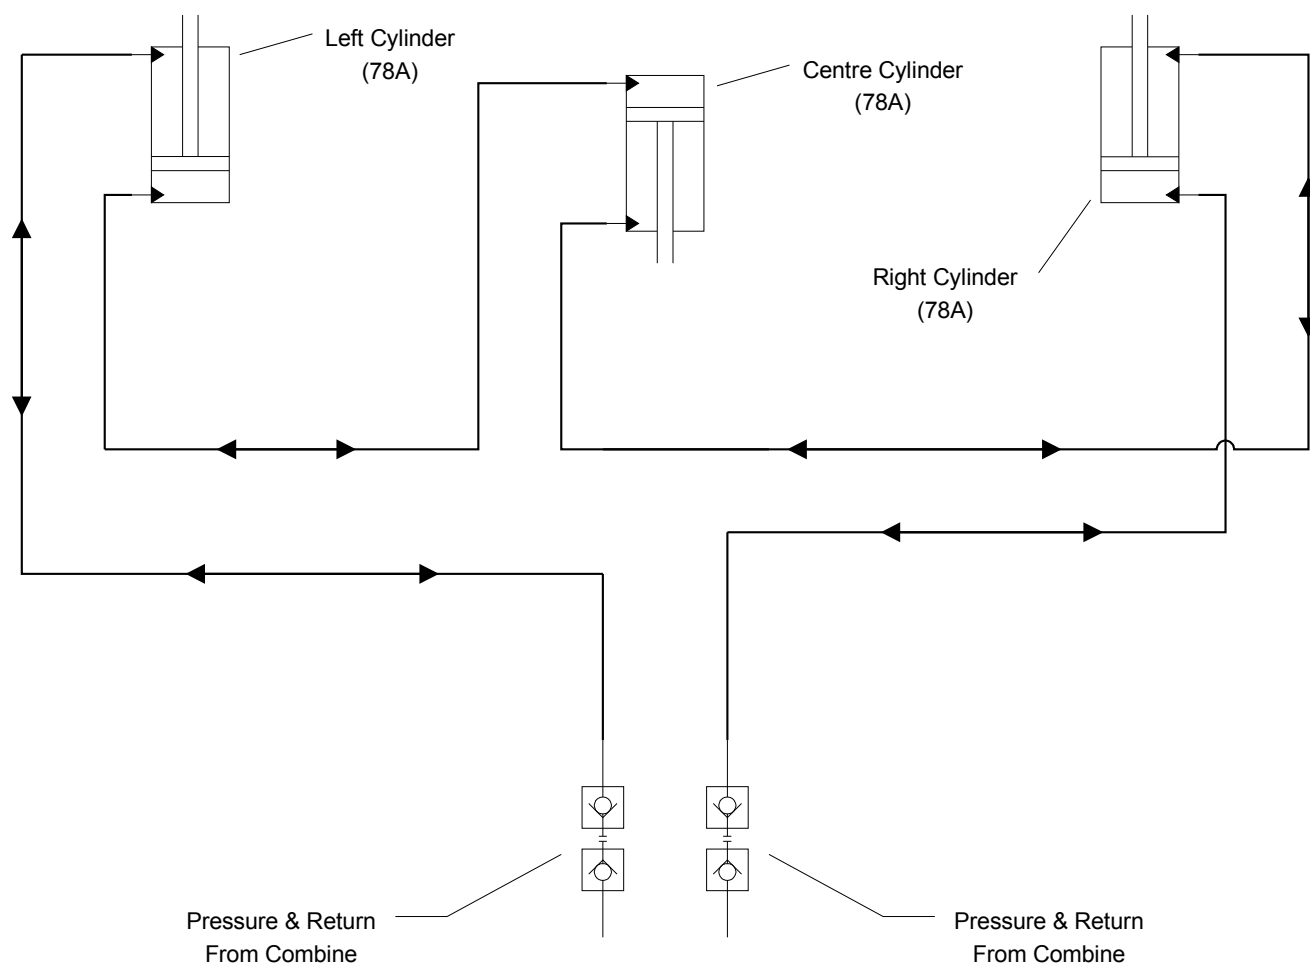 Left Cylinder
(78A)
Centre Cylinder
(78A)
Right Cylinder
(78A)
Pressure & Return
From Combine
Pressure & Return
From Combine